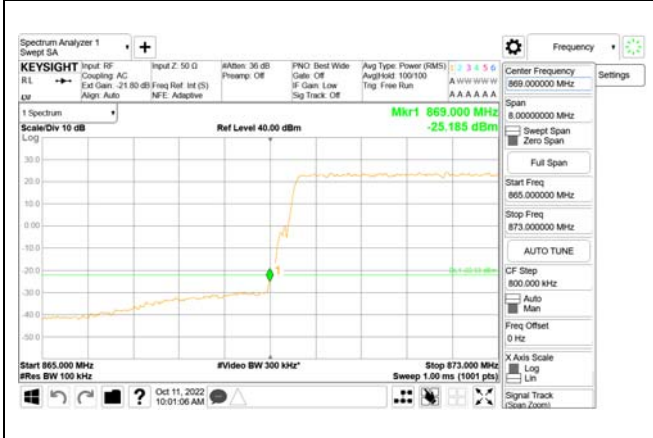 Spectrum Analyzer 1
Swept SA
Frequency
KEYSIGHT
RL
Input: RF
Coupling: AC
Ext Gain: -21.80 dB
Align: Auto
Input Z: 50 Ω
Freq Ref: Int (S)
NFE: Adaptive
#Atten: 36 dB
Preamp: Off
PNO: Best Wide
Gate: Off
IF Gain: Low
Sig Track: Off
Avg Type: Power (RMS)
Avg|Hold: 100/100
Trig: Free Run
1 2 3 4 5 6
A W W W W W
A A A A A A
1 Spectrum
Scale/Div 10 dB
Log
Ref Level 40.00 dBm
Mkr1 869.000 MHz
-25.185 dBm
30.0
20.0
10.0
0.00
-10.0
-20.0
-30.0
-40.0
-50.0
1
Start 865.000 MHz
#Res BW 100 kHz
#Video BW 300 kHz*
Stop 873.000 MHz
Sweep 1.00 ms (1001 pts)
Oct 11, 2022
10:01:06 AM
?
Center Frequency
869.000000 MHz
Settings
Span
8.00000000 MHz
Swept Span
Zero Span
Full Span
Start Freq
865.000000 MHz
Stop Freq
873.000000 MHz
AUTO TUNE
CF Step
800.000 kHz
Auto
Man
Freq Offset
0 Hz
X Axis Scale
Log
Lin
Signal Track
(Span Zoom)